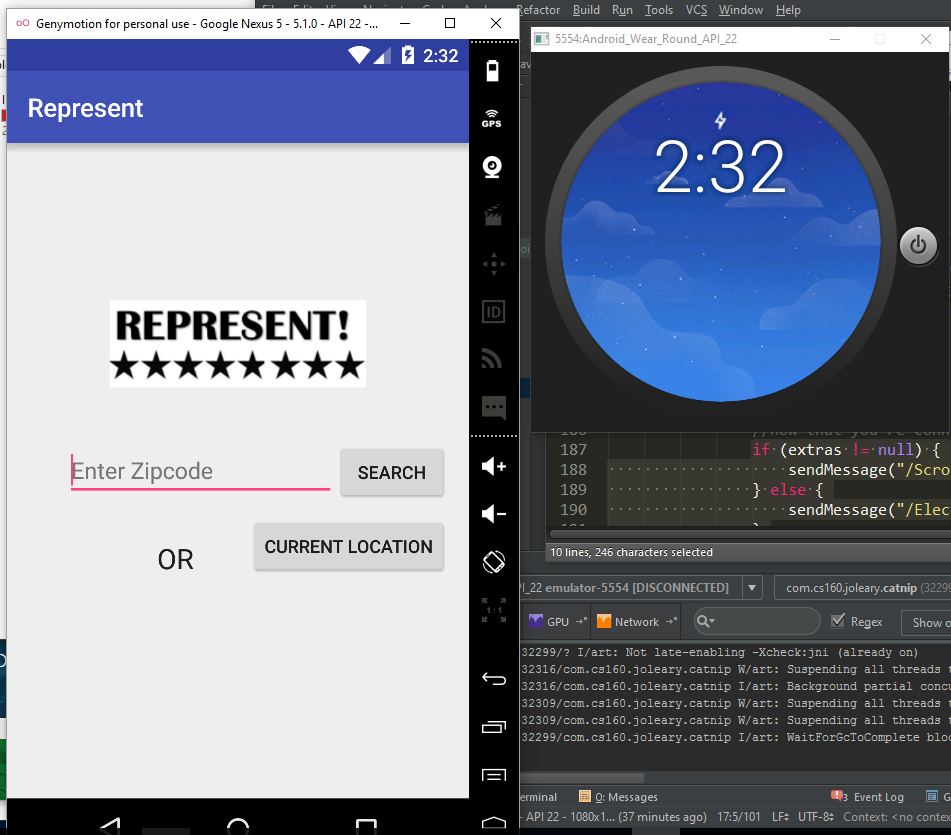 Genymotion for personal use - Google Nexus 5 - 5.1.0 - API 22 -...
2:32
Represent
GPS
REPRESENT!
Enter Zipcode
SEARCH
OR
CURRENT LOCATION
ID
1:1
Refactor Build Run Tools VCS Window Help
5554:Android_Wear_Round_API_22
2:32
187 if (extras != null) {
188 sendMessage("/Scro
189 } else {
190 sendMessage("/Elec
10 lines, 246 characters selected
PI_22 emulator-5554 [DISCONNECTED] com.cs160.joleary.catnip (32299
GPU Network Regex Show o
32299/? I/art: Not late-enabling -Xcheck:jni (already on)
32316/com.cs160.joleary.catnip W/art: Suspending all threads t
32316/com.cs160.joleary.catnip I/art: Background partial concu
32309/com.cs160.joleary.catnip W/art: Suspending all threads t
32309/com.cs160.joleary.catnip W/art: Suspending all threads t
32299/com.cs160.joleary.catnip I/art: WaitForGcToComplete bloc
erminal 0: Messages 3 Event Log G
- API 22 - 1080x1... (37 minutes ago) 17:5/101 LF UTF-8 Context: <no contex